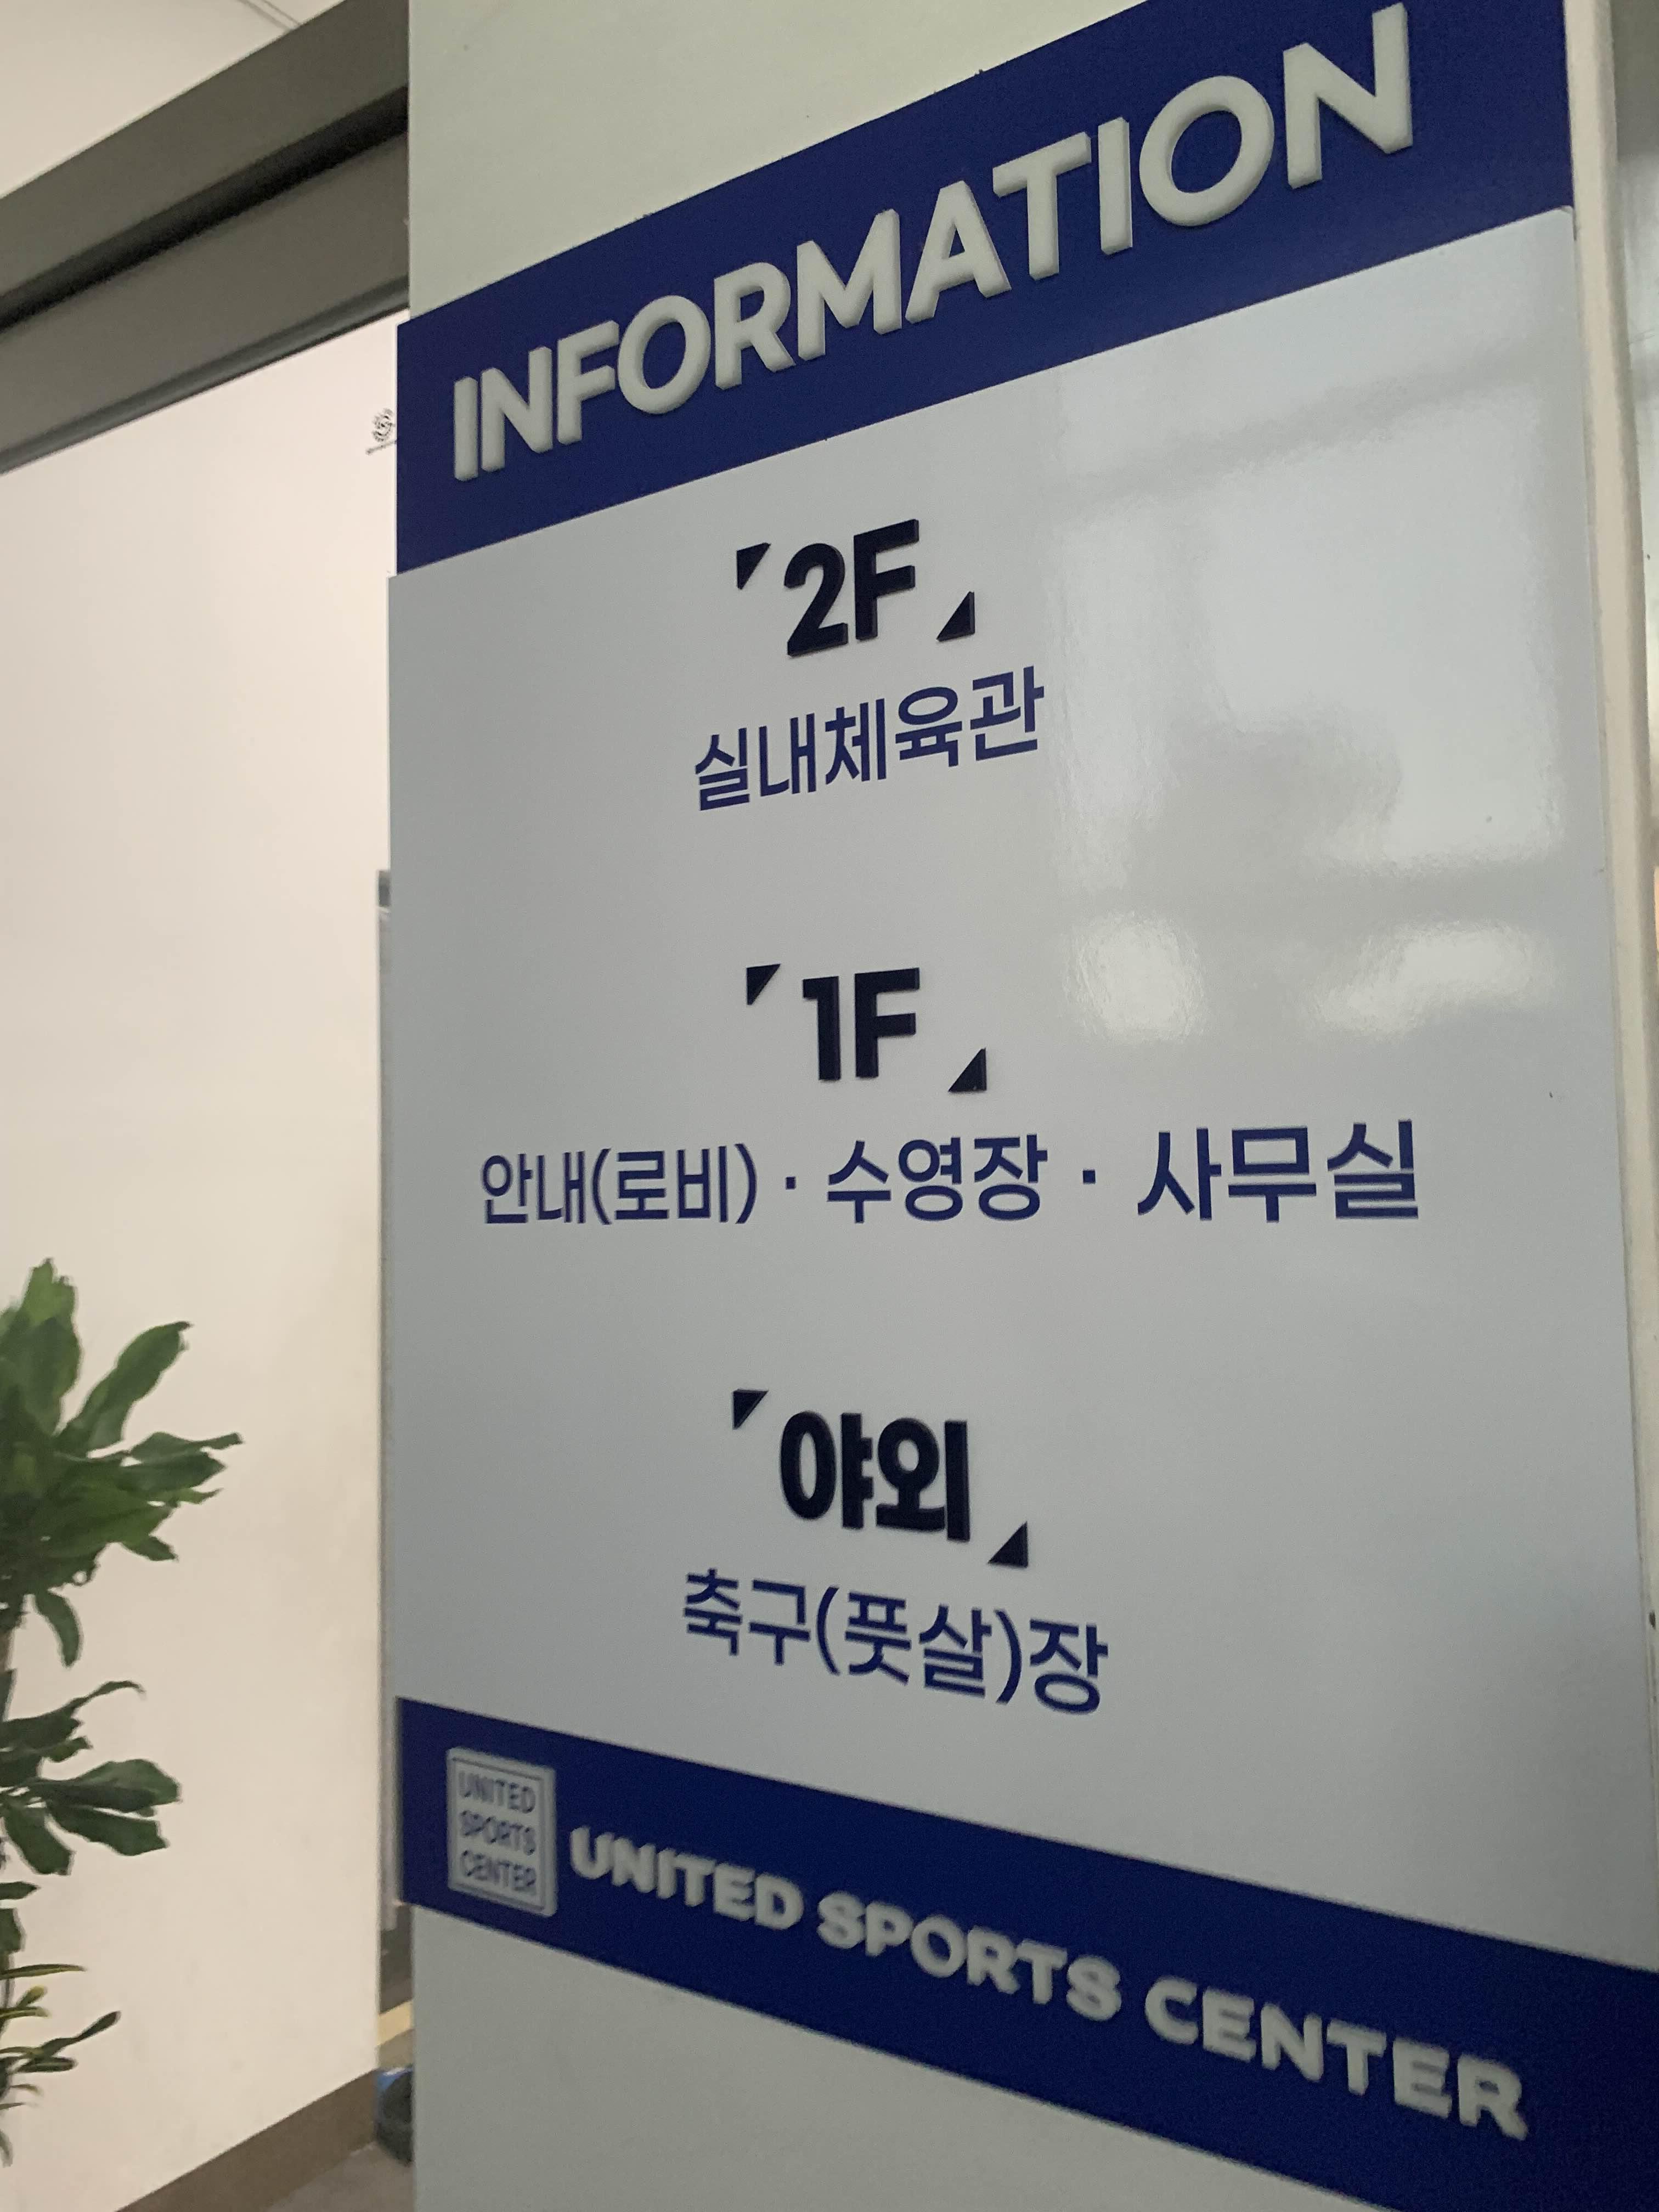 INFORMATION
2F
실내체육관
1F
안내(로비) · 수영장 · 사무실
야외
축구(풋살)장
UNITED
SPORTS
CENTER
UNITED SPORTS CENTER